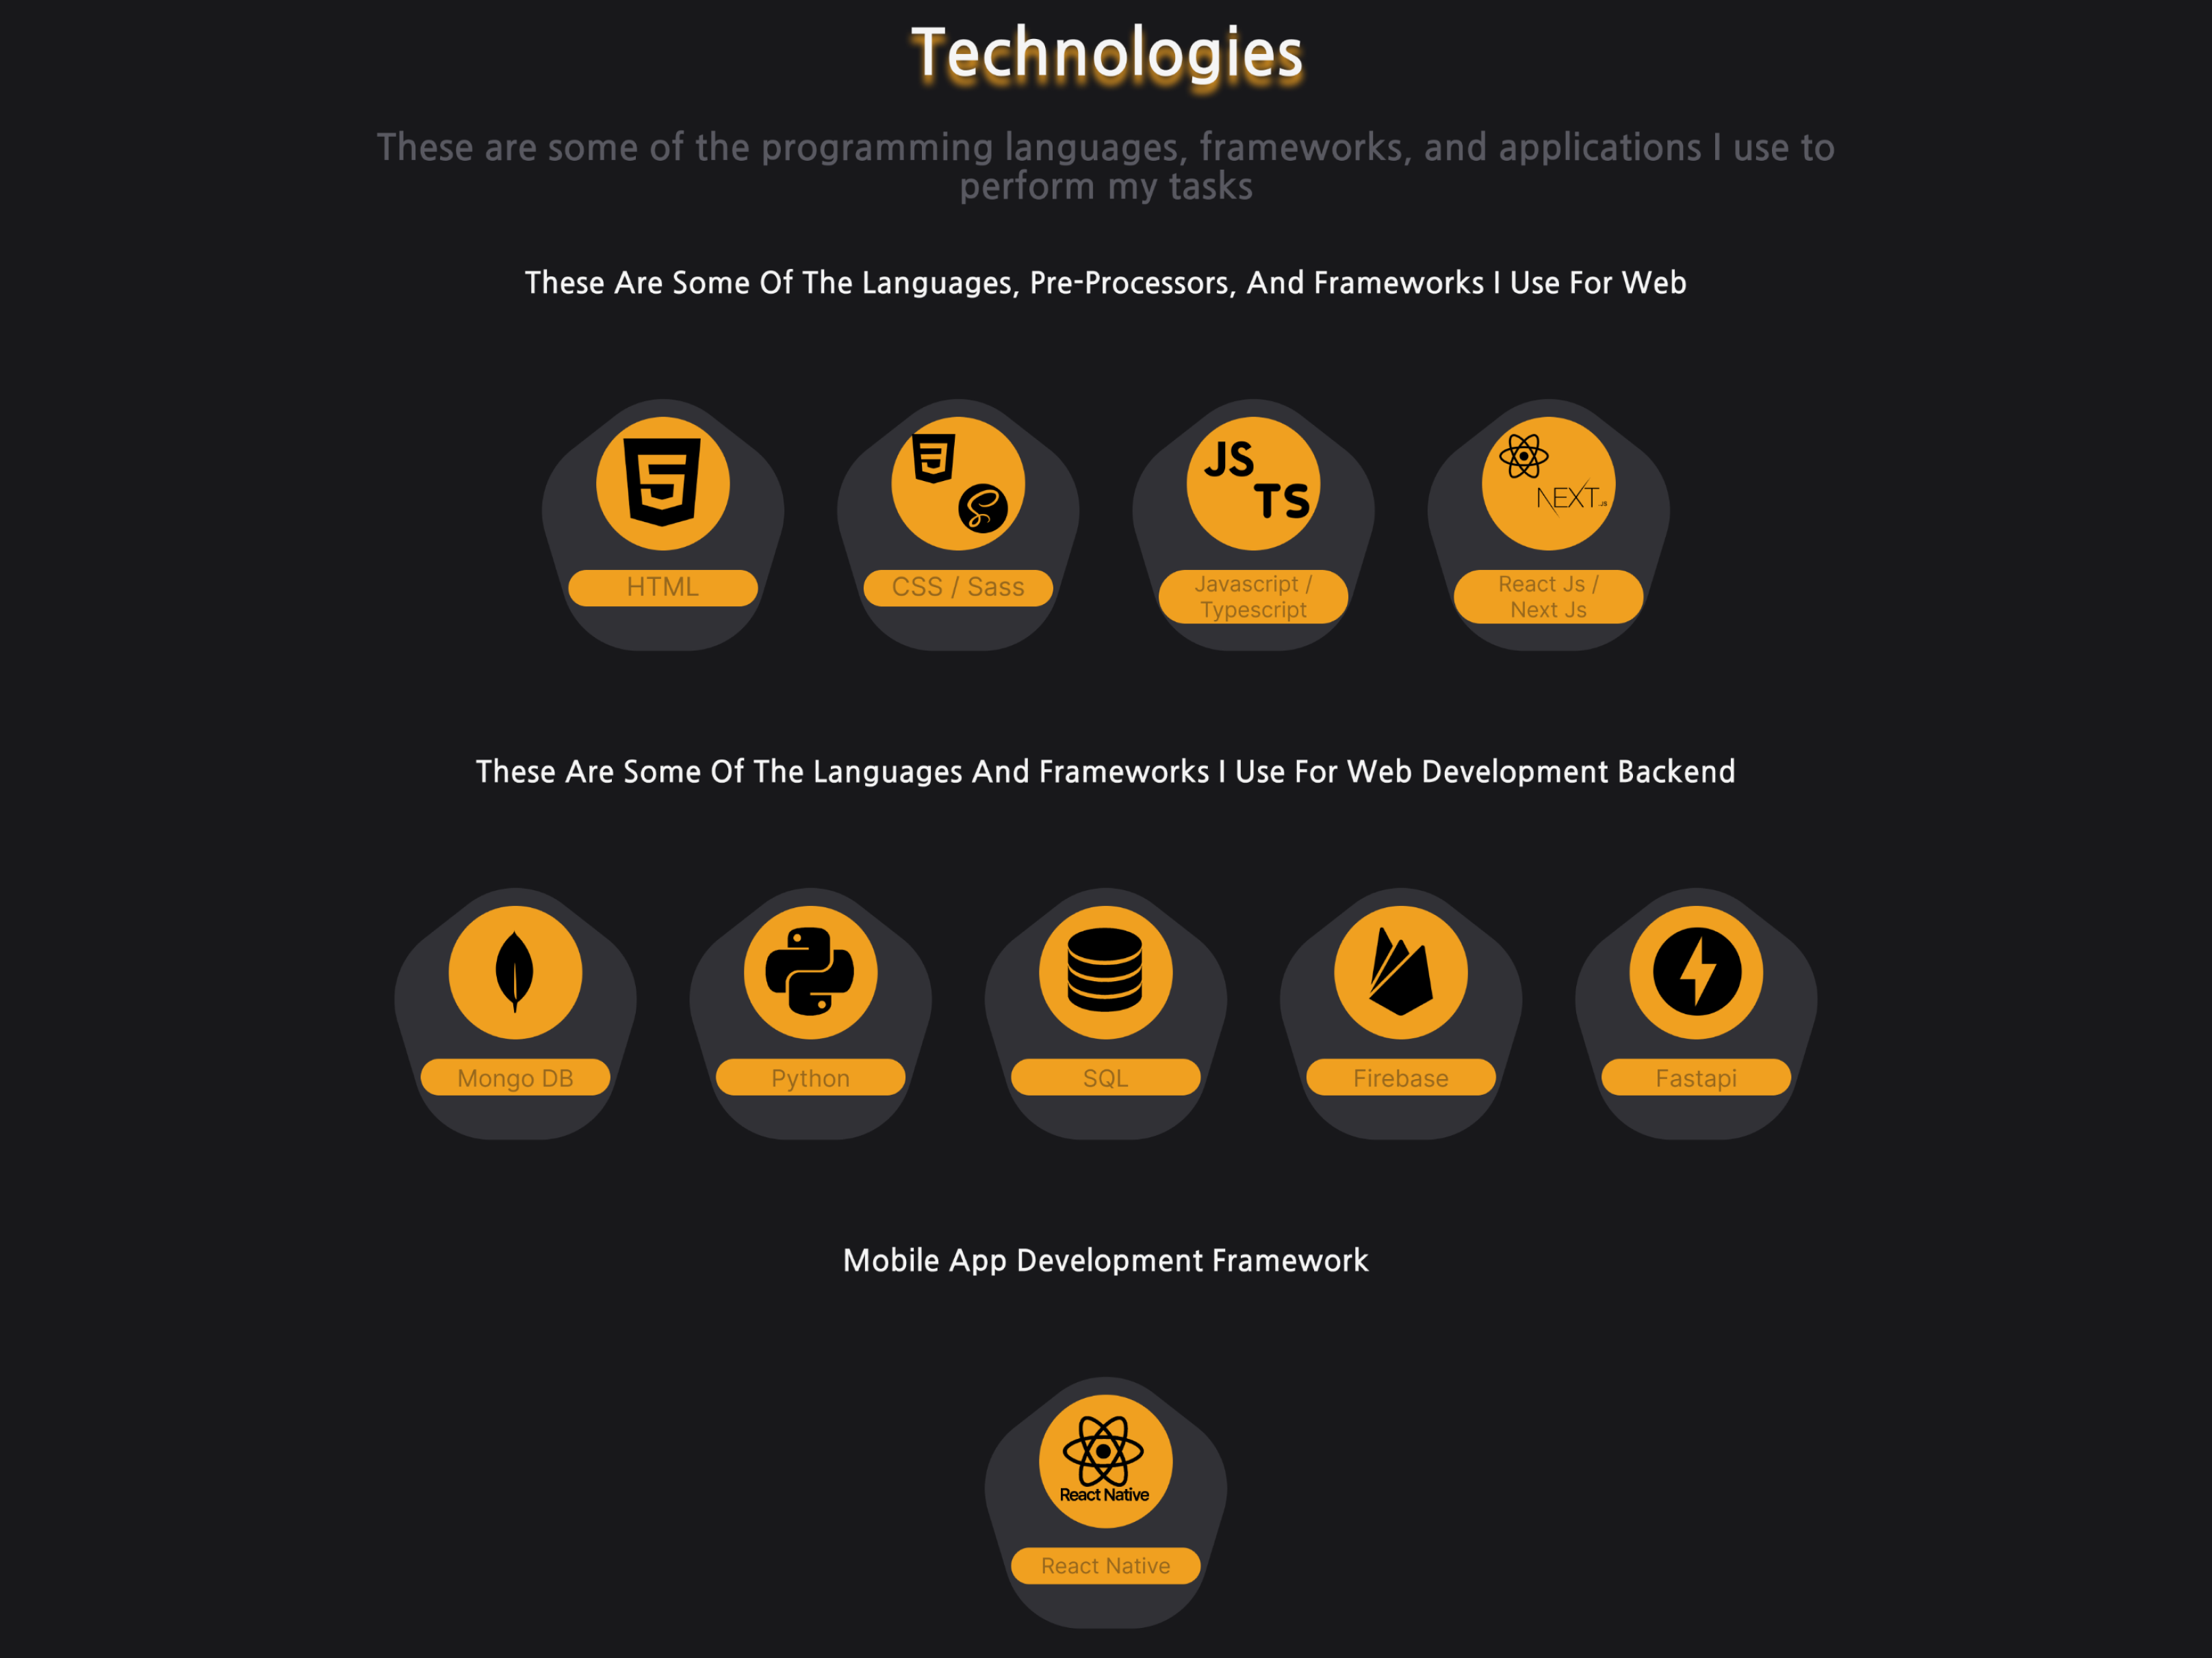 Technologies
These are some of the programming languages, frameworks, and applications I use to
perform my tasks
These Are Some Of The Languages, Pre-Processors, And Frameworks I Use For Web
JS
TS
NEXT.JS
HTML
CSS / Sass
Javascript /
Typescript
React Js /
Next Js
These Are Some Of The Languages And Frameworks I Use For Web Development Backend
Mongo DB
Python
SQL
Firebase
Fastapi
Mobile App Development Framework
React Native
React Native